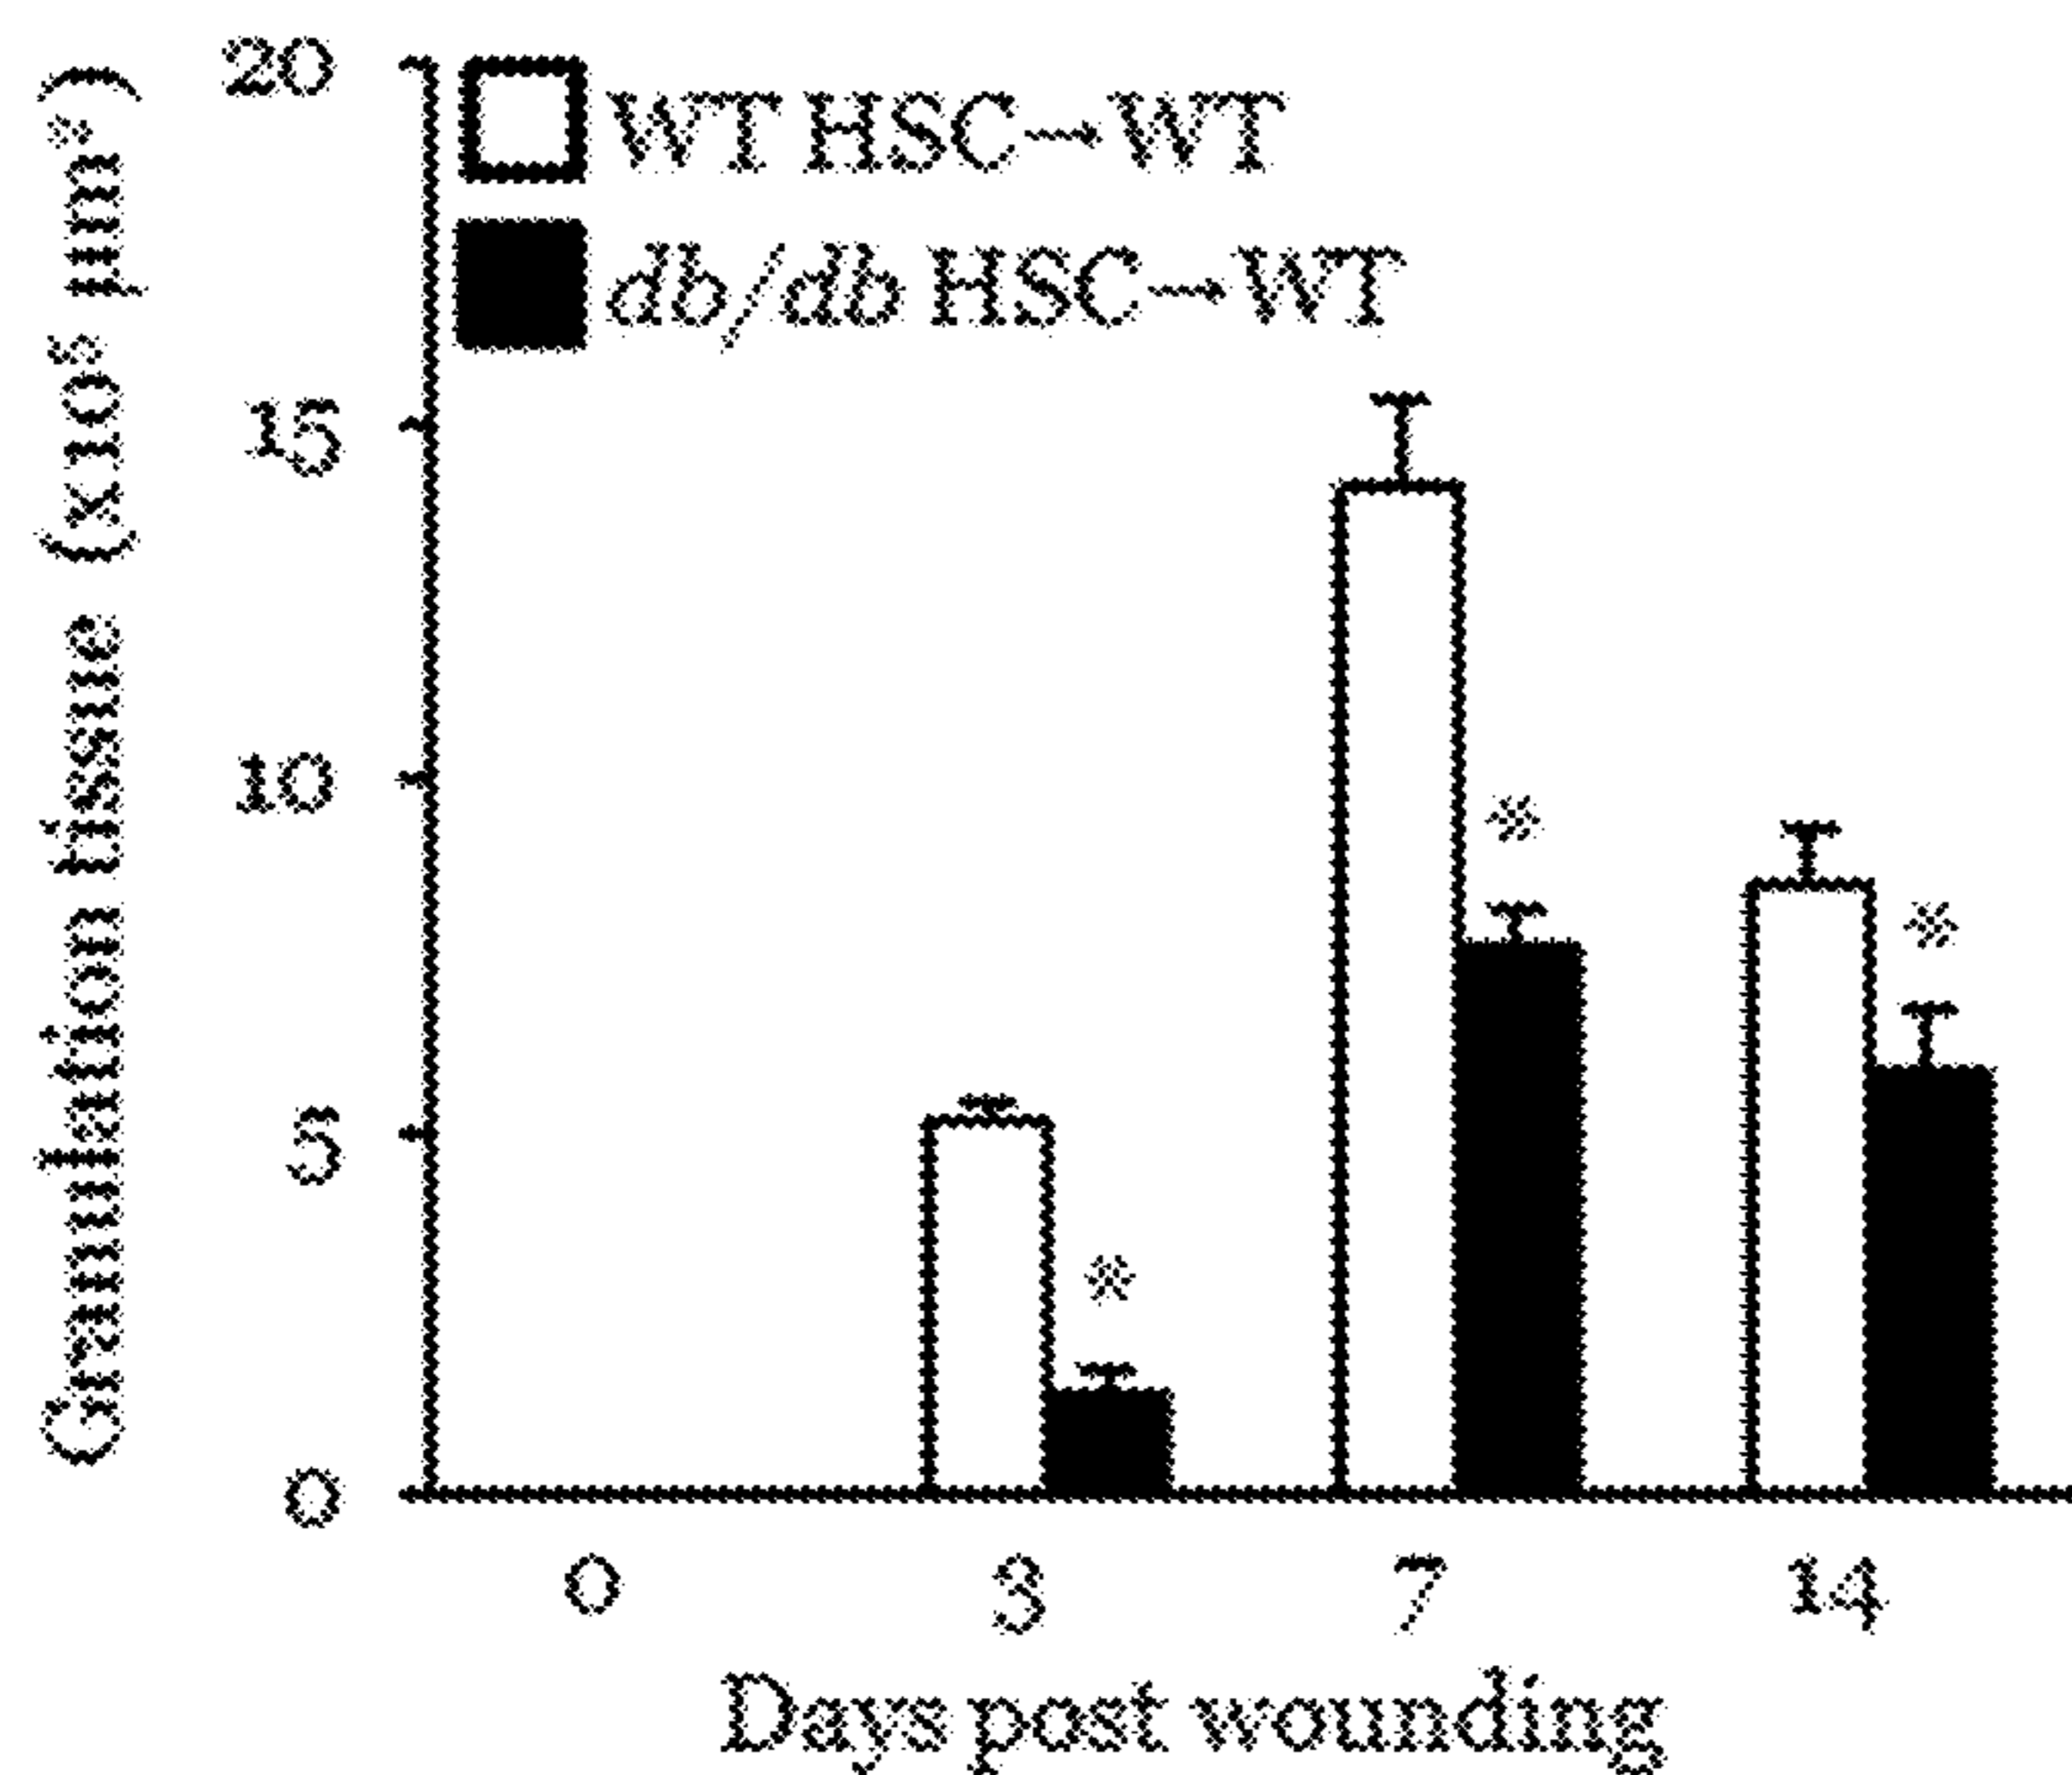 Granulation tissue (x10⁵ µm²)
20
15
10
5
0
WT HSC→WT
db/db HSC→WT
*
*
*
0 3 7 14
Days post wounding